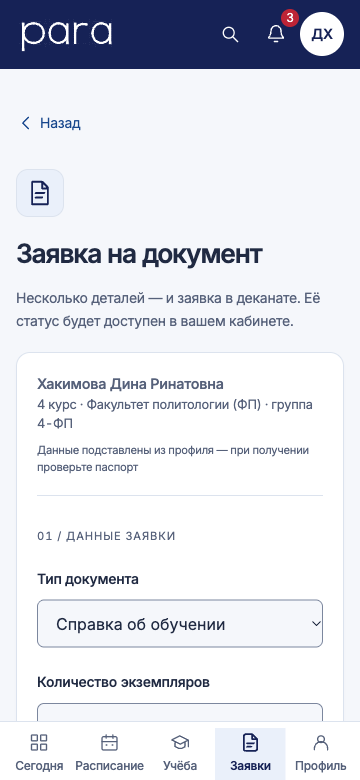 para
3
ДХ
Назад
Заявка на документ
Несколько деталей — и заявка в деканате. Её
статус будет доступен в вашем кабинете.
Хакимова Дина Ринатовна
4 курс · Факультет политологии (ФП) · группа
4-ФП
Данные подставлены из профиля — при получении
проверьте паспорт
01 / ДАННЫЕ ЗАЯВКИ
Тип документа
Справка об обучении
Количество экземпляров
Сегодня Расписание Учёба Заявки Профиль